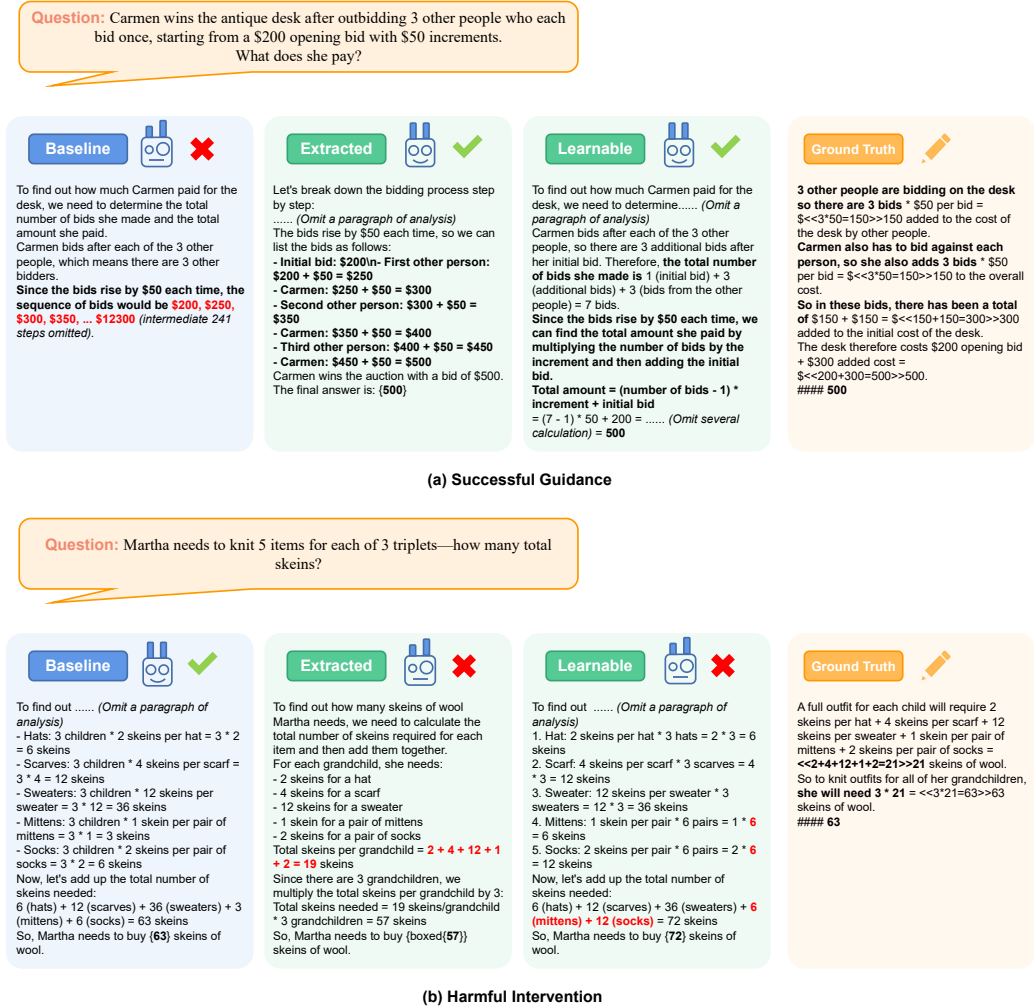 Question: Carmen wins the antique desk after outbidding 3 other people who each
bid once, starting from a $200 opening bid with $50 increments.
What does she pay?
Baseline
To find out how much Carmen paid for the
desk, we need to determine the total
number of bids she made and the total
amount she paid.
Carmen bids after each of the 3 other
people, which means there are 3 other
bidders.
Since the bids rise by $50 each time, the
sequence of bids would be $200, $250,
$300, $350, ... $12300 (intermediate 241
steps omitted).
Extracted
Let's break down the bidding process step
by step:
...... (Omit a paragraph of analysis)
The bids rise by $50 each time, so we can
list the bids as follows:
- Initial bid: $200\n- First other person:
$200 + $50 = $250
- Carmen: $250 + $50 = $300
- Second other person: $300 + $50 =
$350
- Carmen: $350 + $50 = $400
- Third other person: $400 + $50 = $450
- Carmen: $450 + $50 = $500
Carmen wins the auction with a bid of $500.
The final answer is: {500}
Learnable
To find out how much Carmen paid for the
desk, we need to determine...... (Omit a
paragraph of analysis)
Carmen bids after each of the 3 other
people, so there are 3 additional bids after
her initial bid. Therefore, the total number
of bids she made is 1 (initial bid) + 3
(additional bids) + 3 (bids from the other
people) = 7 bids.
Since the bids rise by $50 each time, we
can find the total amount she paid by
multiplying the number of bids by the
increment and then adding the initial
bid.
Total amount = (number of bids - 1) *
increment + initial bid
= (7 - 1) * 50 + 200 = ...... (Omit several
calculation) = 500
Ground Truth
3 other people are bidding on the desk
so there are 3 bids * $50 per bid =
$<<3*50=150>>150 added to the cost of
the desk by other people.
Carmen also has to bid against each
person, so she also adds 3 bids * $50
per bid = $<<3*50=150>>150 to the overall
cost.
So in these bids, there has been a total
of $150 + $150 = $<<150+150=300>>300
added to the initial cost of the desk.
The desk therefore costs $200 opening bid
+ $300 added cost =
$<<200+300=500>>500.
#### 500
(a) Successful Guidance
Question: Martha needs to knit 5 items for each of 3 triplets—how many total
skeins?
Baseline
To find out ...... (Omit a paragraph of
analysis)
- Hats: 3 children * 2 skeins per hat = 3 * 2
= 6 skeins
- Scarves: 3 children * 4 skeins per scarf =
3 * 4 = 12 skeins
- Sweaters: 3 children * 12 skeins per
sweater = 3 * 12 = 36 skeins
- Mittens: 3 children * 1 skein per pair of
mittens = 3 * 1 = 3 skeins
- Socks: 3 children * 2 skeins per pair of
socks = 3 * 2 = 6 skeins
Now, let's add up the total number of
skeins needed:
6 (hats) + 12 (scarves) + 36 (sweaters) + 3
(mittens) + 6 (socks) = 63 skeins
So, Martha needs to buy {63} skeins of
wool.
Extracted
To find out how many skeins of wool
Martha needs, we need to calculate the
total number of skeins required for each
item and then add them together.
For each grandchild, she needs:
- 2 skeins for a hat
- 4 skeins for a scarf
- 12 skeins for a sweater
- 1 skein for a pair of mittens
- 2 skeins for a pair of socks
Total skeins per grandchild = 2 + 4 + 12 + 1
+ 2 = 19 skeins
Since there are 3 grandchildren, we
multiply the total skeins per grandchild by 3:
Total skeins needed = 19 skeins/grandchild
* 3 grandchildren = 57 skeins
So, Martha needs to buy {boxed{57}}
skeins of wool.
Learnable
To find out ...... (Omit a paragraph of
analysis)
1. Hat: 2 skeins per hat * 3 hats = 2 * 3 = 6
skeins
2. Scarf: 4 skeins per scarf * 3 scarves = 4
* 3 = 12 skeins
3. Sweater: 12 skeins per sweater * 3
sweaters = 12 * 3 = 36 skeins
4. Mittens: 1 skein per pair * 6 pairs = 1 * 6
= 6 skeins
5. Socks: 2 skeins per pair * 6 pairs = 2 * 6
= 12 skeins
Now, let's add up the total number of
skeins needed:
6 (hats) + 12 (scarves) + 36 (sweaters) + 6
(mittens) + 12 (socks) = 72 skeins
So, Martha needs to buy {72} skeins of
wool.
Ground Truth
A full outfit for each child will require 2
skeins per hat + 4 skeins per scarf + 12
skeins per sweater + 1 skein per pair of
mittens + 2 skeins per pair of socks =
<<2+4+12+1+2=21>>21 skeins of wool.
So to knit outfits for all of her grandchildren,
she will need 3 * 21 = <<3*21=63>>63
skeins of wool.
#### 63
(b) Harmful Intervention